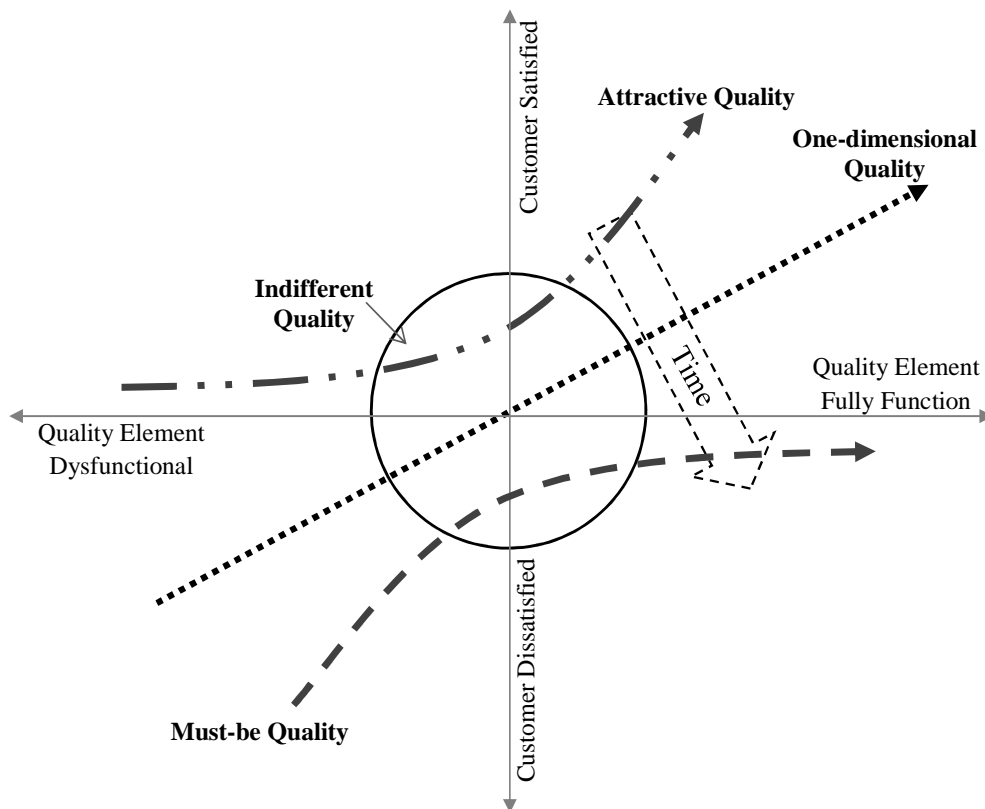 Customer Satisfied
Attractive Quality
One-dimensional
Quality
Indifferent
Quality
Time
Quality Element
Fully Function
Quality Element
Dysfunctional
Customer Dissatisfied
Must-be Quality